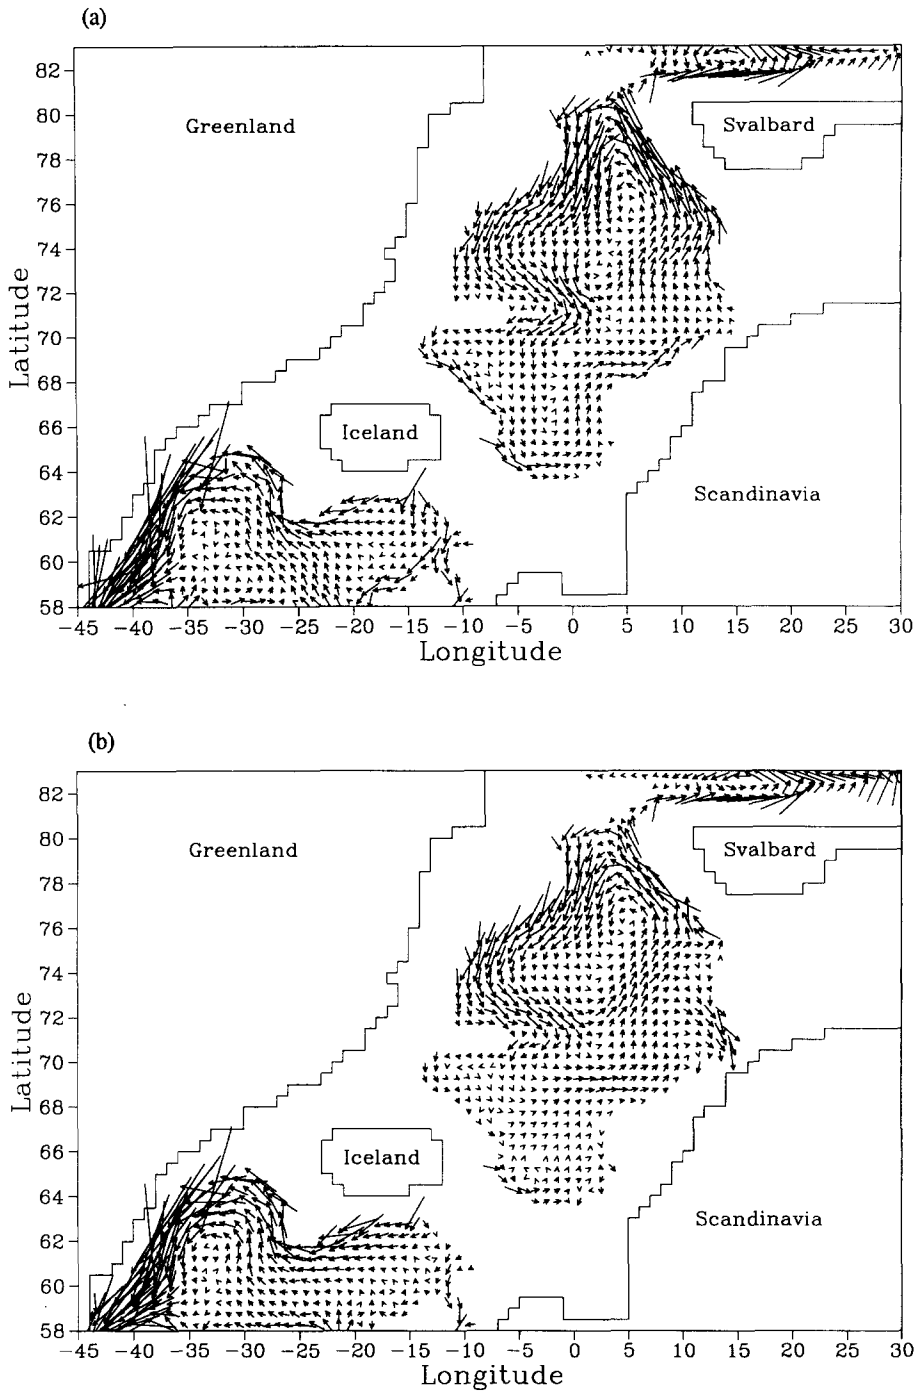 (a)
82
80
78
76
74
72
70
68
66
64
62
60
58
Latitude
Greenland
Svalbard
Iceland
Scandinavia
−45 −40 −35 −30 −25 −20 −15 −10 −5 0 5 10 15 20 25 30
Longitude
(b)
82
80
78
76
74
72
70
68
66
64
62
60
58
Latitude
Greenland
Svalbard
Iceland
Scandinavia
−45 −40 −35 −30 −25 −20 −15 −10 −5 0 5 10 15 20 25 30
Longitude